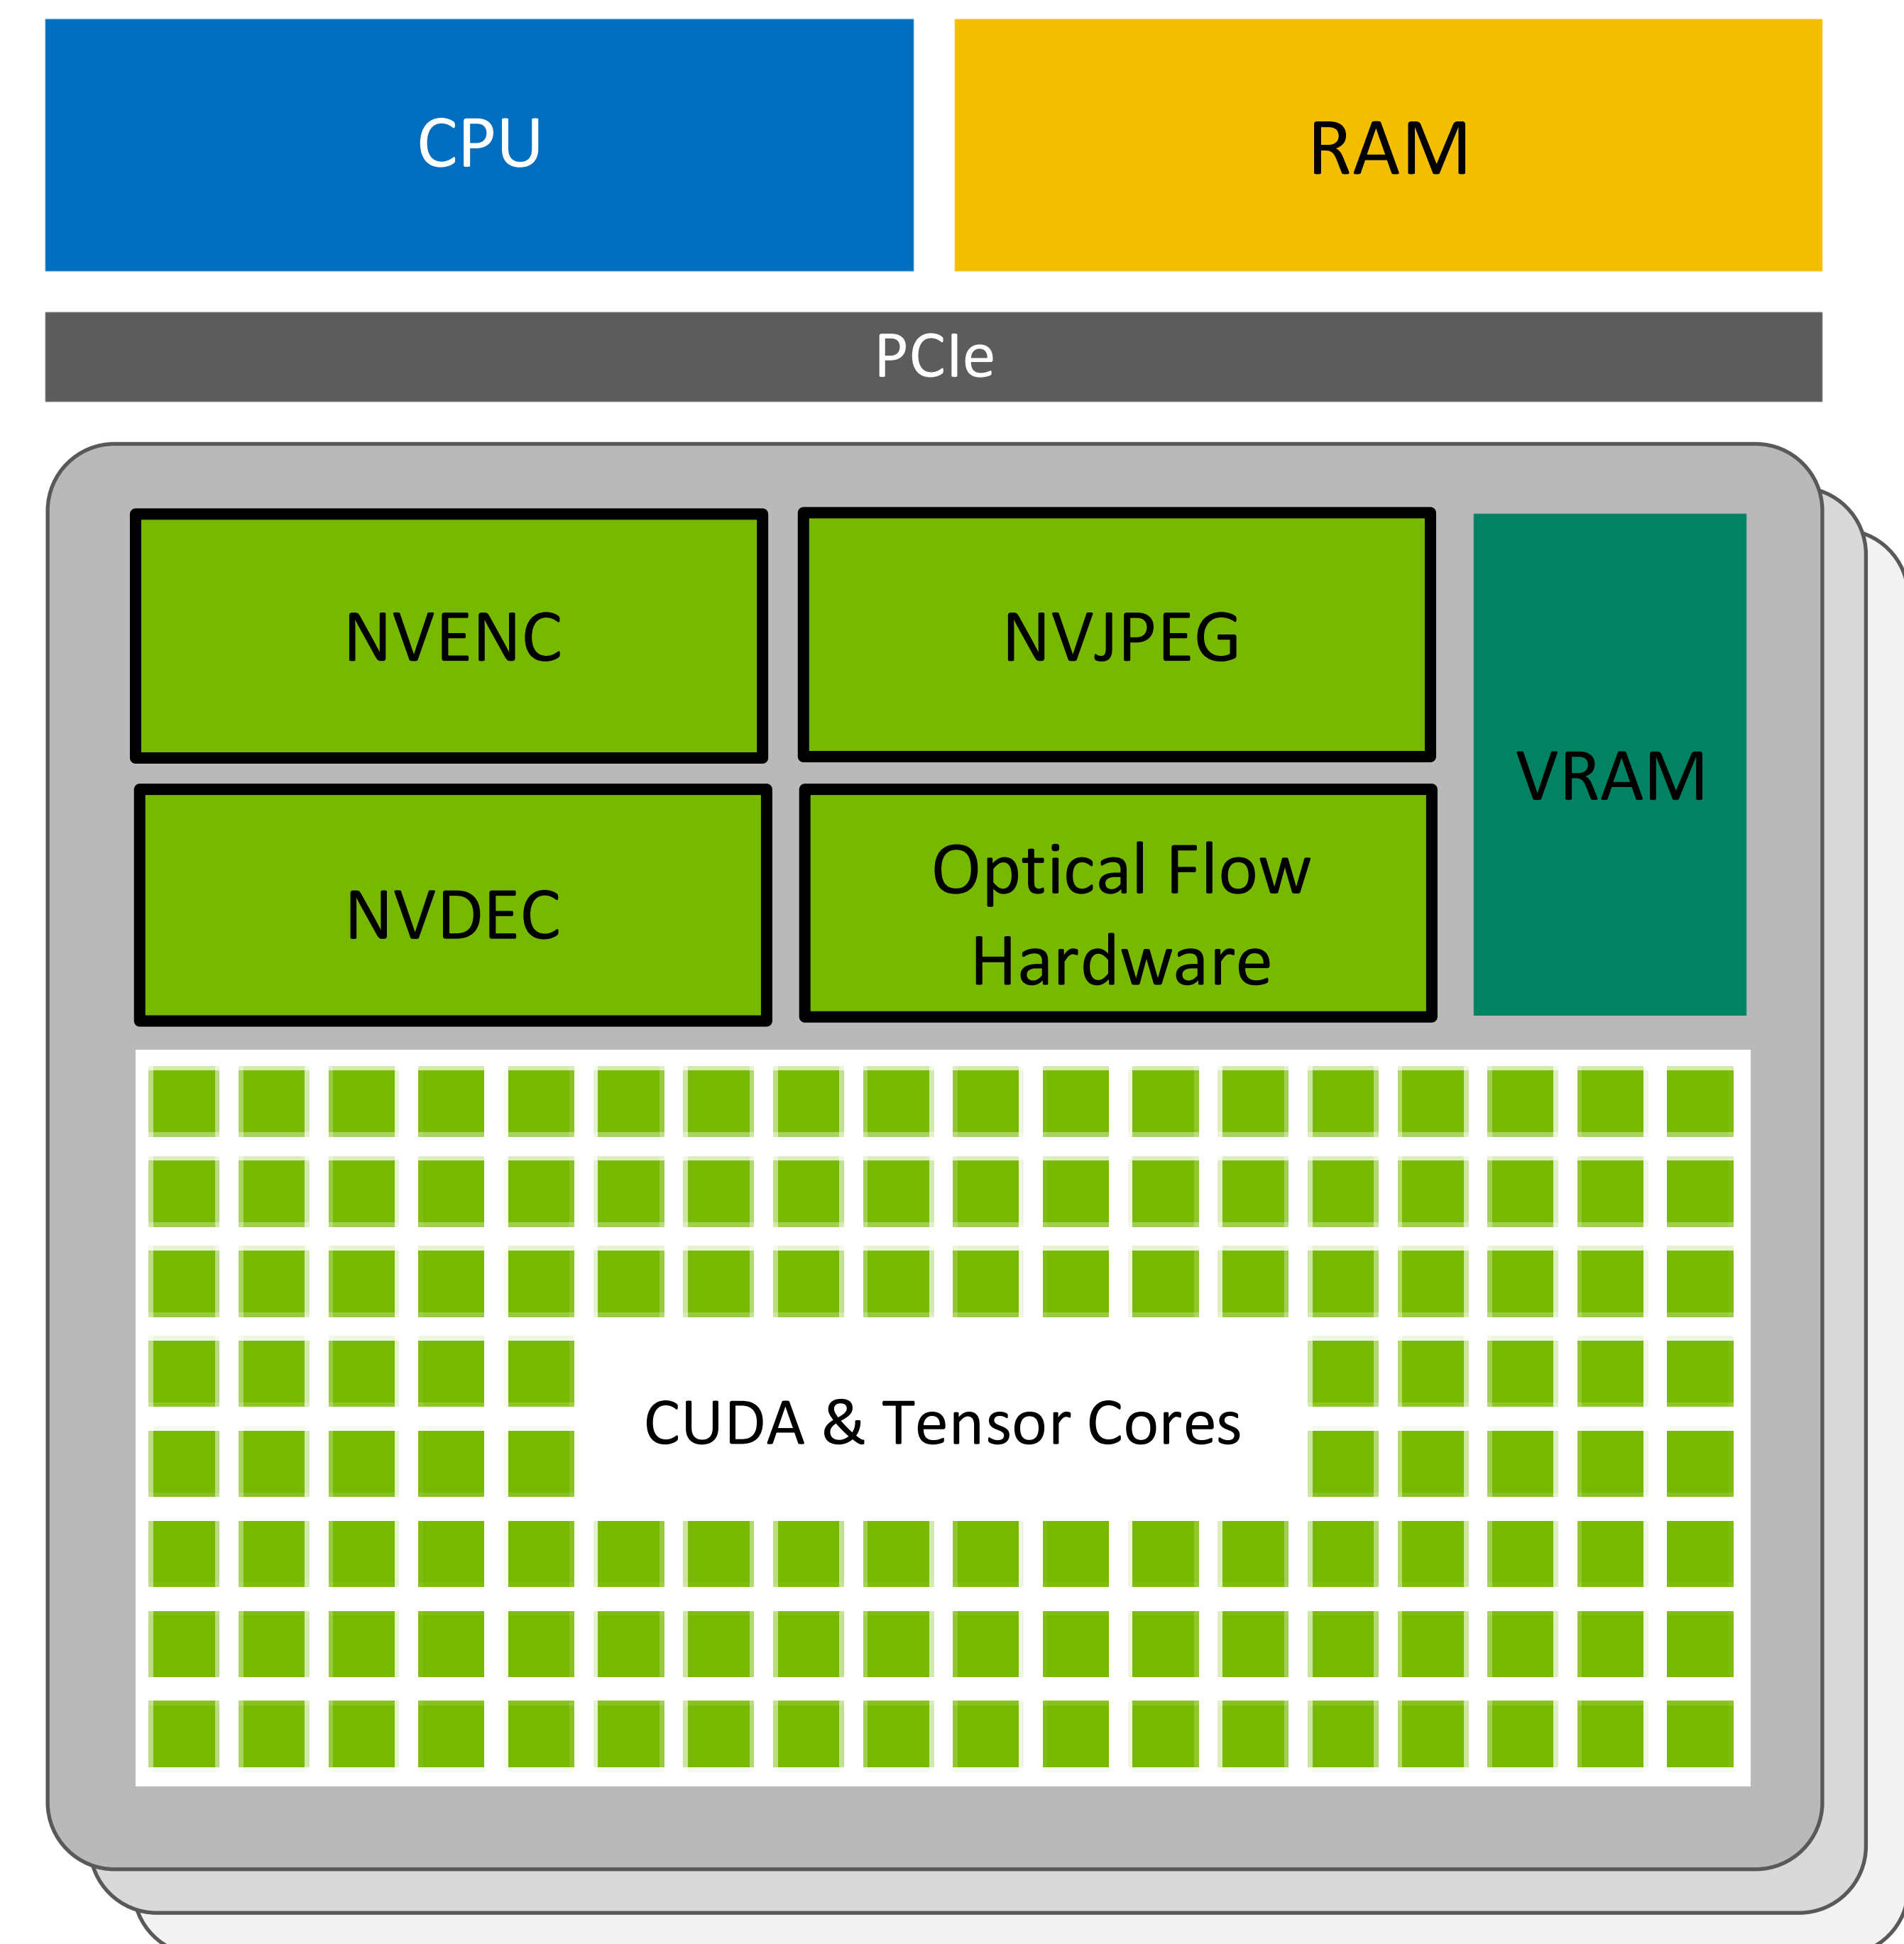 CPU
RAM
PCIe
NVENC
NVJPEG
VRAM
NVDEC
Optical Flow
Hardware
CUDA & Tensor Cores